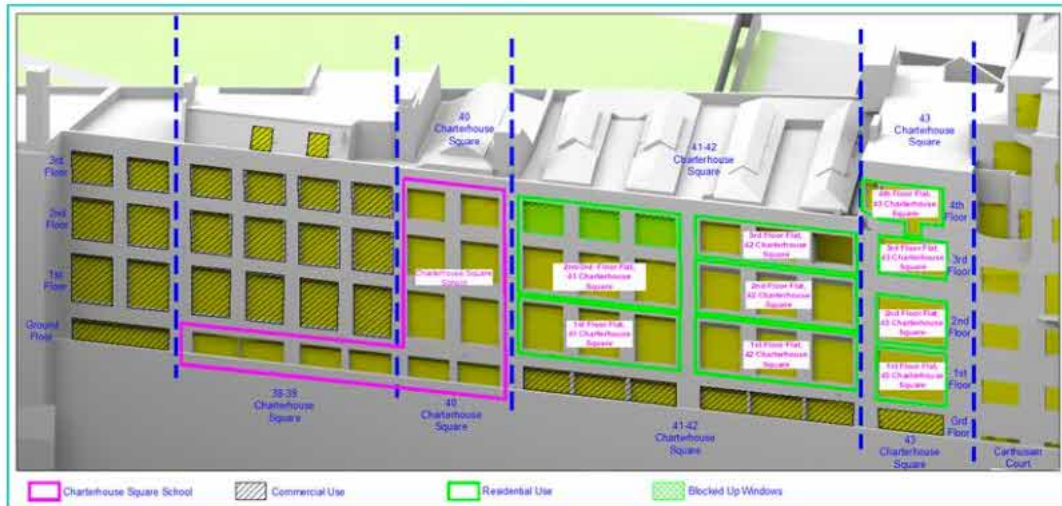 40
Charterhouse
Square
43
Charterhouse
Square
41-42
Charterhouse
Square
3rd
Floor
2nd
Floor
1st
Floor
Ground
Floor
Charterhouse Square
School
2nd/3rd Floor Flat,
41 Charterhouse
Square
1st Floor Flat,
41 Charterhouse
Square
3rd Floor Flat,
42 Charterhouse
Square
2nd Floor Flat,
42 Charterhouse
Square
1st Floor Flat,
42 Charterhouse
Square
4th Floor Flat,
43 Charterhouse
Square
3rd Floor Flat,
43 Charterhouse
Square
2nd Floor Flat,
43 Charterhouse
Square
1st Floor Flat,
43 Charterhouse
Square
4th
Floor
3rd
Floor
2nd
Floor
1st
Floor
Grd
Floor
38-39
Charterhouse
Square
40
Charterhouse
Square
41-42
Charterhouse
Square
43
Charterhouse
Square
Carthusian
Court
Charterhouse Square School
Commercial Use
Residential Use
Blocked Up Windows